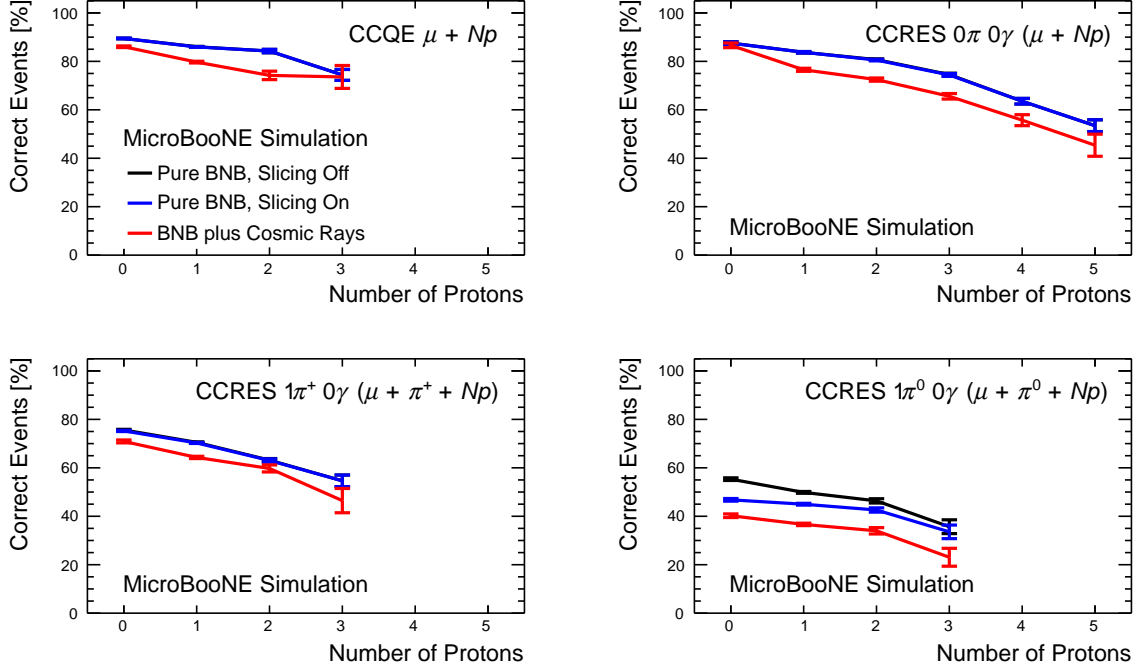 CCQE μ + Np
Correct Events [%]
100
80
60
40
20
0
MicroBooNE Simulation
Pure BNB, Slicing Off
Pure BNB, Slicing On
BNB plus Cosmic Rays
0 1 2 3 4 5
Number of Protons
CCRES 0π 0γ (μ + Np)
Correct Events [%]
100
80
60
40
20
0
MicroBooNE Simulation
0 1 2 3 4 5
Number of Protons
CCRES 1π⁺ 0γ (μ + π⁺ + Np)
Correct Events [%]
100
80
60
40
20
0
MicroBooNE Simulation
0 1 2 3 4 5
Number of Protons
CCRES 1π⁰ 0γ (μ + π⁰ + Np)
Correct Events [%]
100
80
60
40
20
0
MicroBooNE Simulation
0 1 2 3 4 5
Number of Protons